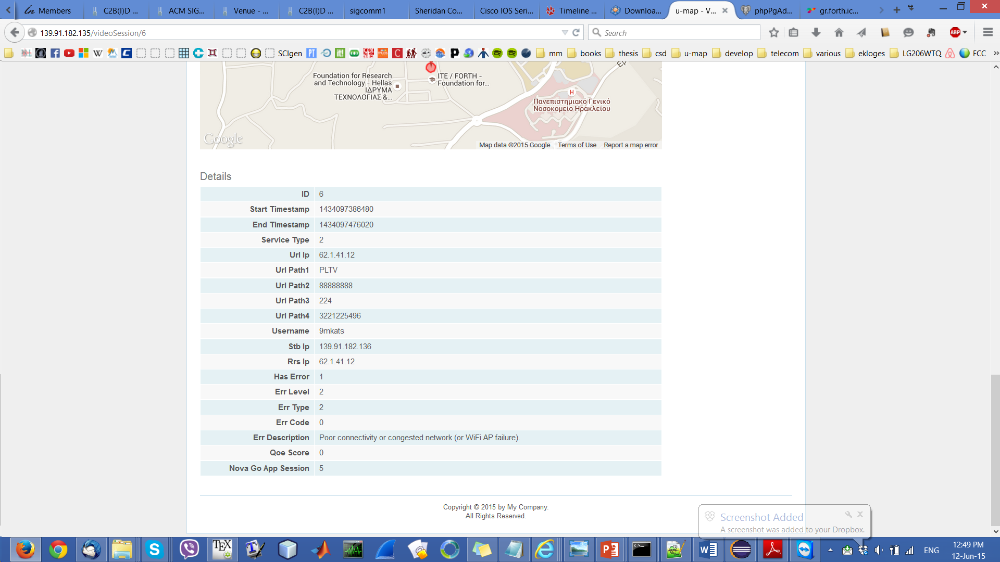 Members
C2B(I)D ...
ACM SIG...
Venue - ...
C2B(I)D ...
sigcomm1
Sheridan Co...
Cisco IOS Seri...
Timeline ...
Downloa...
u-map - V...
phpPgAd...
gr.forth.ic...
139.91.182.135/videoSession/6
Search
ABP
SCIgen
mm
books
thesis
csd
u-map
develop
telecom
various
ekloges
LG206WTQ
FCC
Foundation for Research
and Technology - Hellas
ΙΔΡΥΜΑ
ΤΕΧΝΟΛΟΓΙΑΣ &...
ITE / FORTH -
Foundation for...
H
Πανεπιστημιακό Γενικό
Νοσοκομείο Ηρακλείου
Google
Map data ©2015 Google
Terms of Use
Report a map error
Details
ID 6
Start Timestamp 1434097386480
End Timestamp 1434097476020
Service Type 2
Url Ip 62.1.41.12
Url Path1 PLTV
Url Path2 88888888
Url Path3 224
Url Path4 3221225496
Username 9mkats
Stb Ip 139.91.182.136
Rrs Ip 62.1.41.12
Has Error 1
Err Level 2
Err Type 2
Err Code 0
Err Description Poor connectivity or congested network (or WiFi AP failure).
Qoe Score 0
Nova Go App Session 5
Copyright © 2015 by My Company.
All Rights Reserved.
Screenshot Added
A screenshot was added to your Dropbox.
ENG
12:49 PM
12-Jun-15